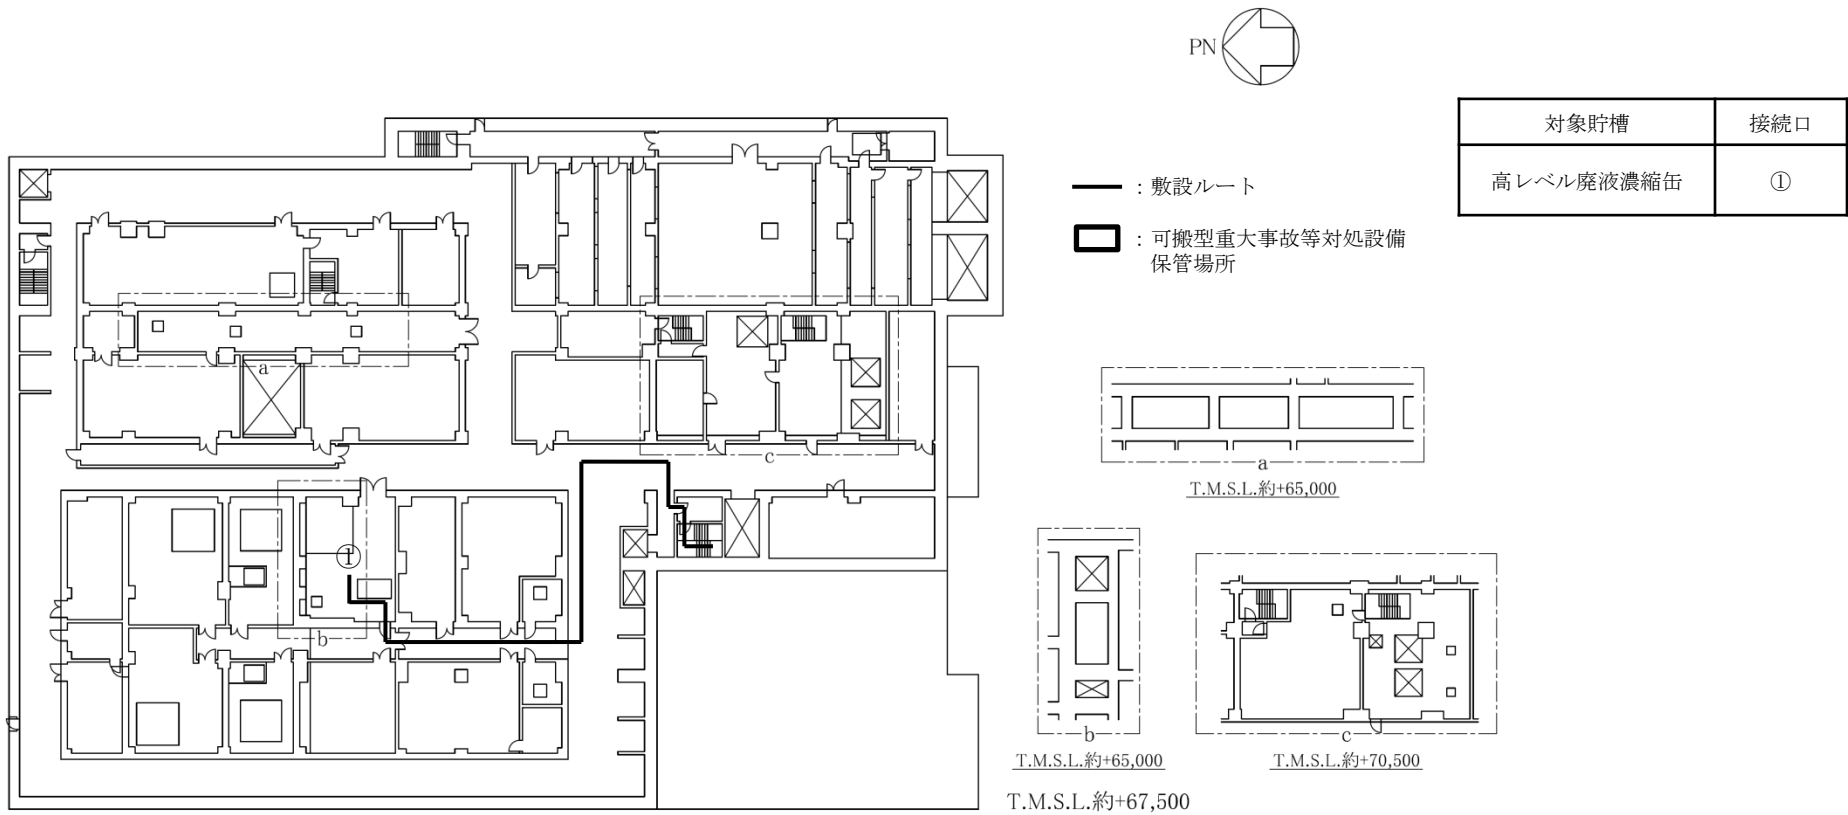 PN
対象貯槽 接続口
高レベル廃液濃縮缶 ①
：敷設ルート
：可搬型重大事故等対処設備
保管場所
a
c
①
b
a
T.M.S.L.約+65,000
b
T.M.S.L.約+65,000
c
T.M.S.L.約+70,500
T.M.S.L.約+67,500